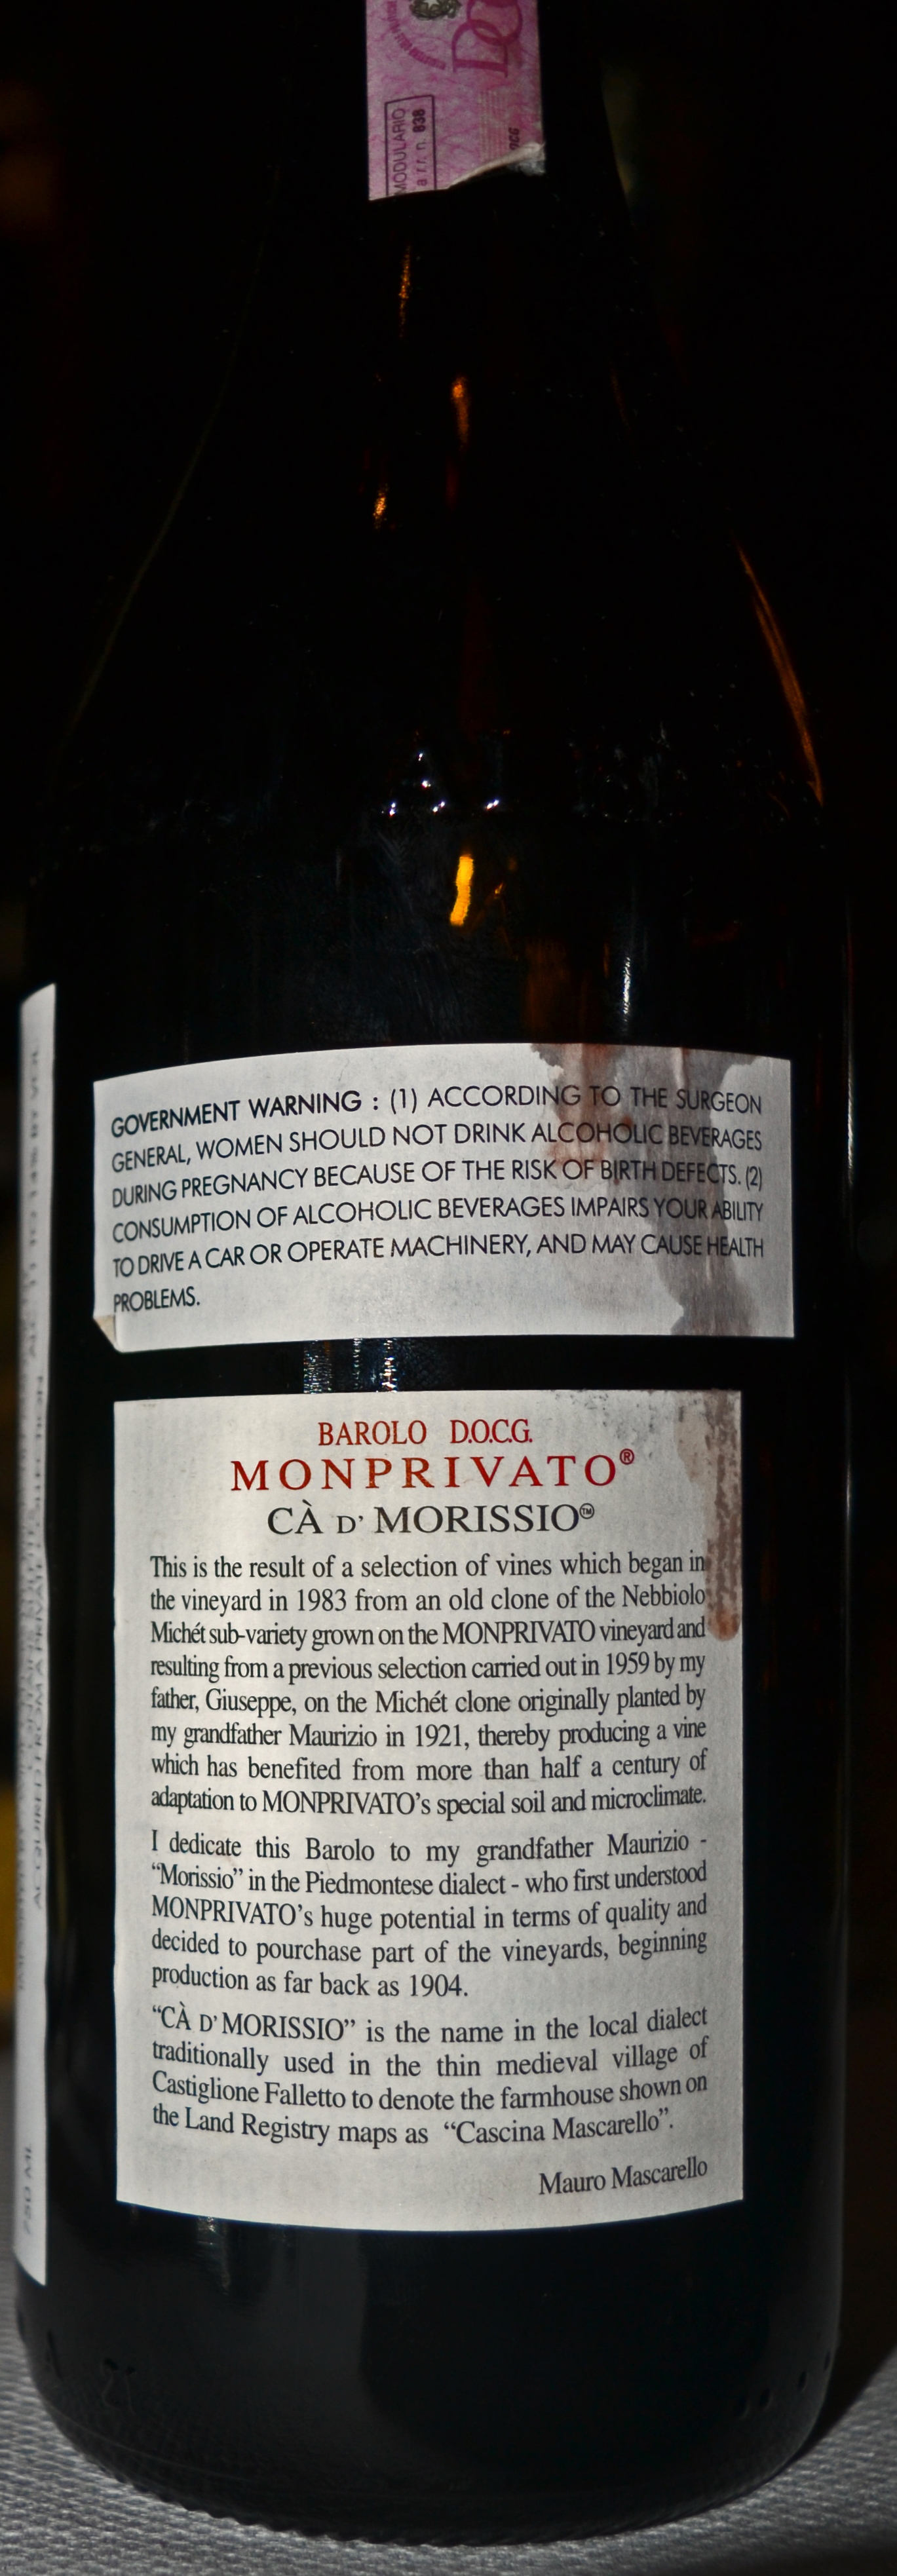 DOCG
MODULARIO
a rr. n. 838
GOVERNMENT WARNING : (1) ACCORDING TO THE SURGEON
GENERAL, WOMEN SHOULD NOT DRINK ALCOHOLIC BEVERAGES
DURING PREGNANCY BECAUSE OF THE RISK OF BIRTH DEFECTS. (2)
CONSUMPTION OF ALCOHOLIC BEVERAGES IMPAIRS YOUR ABILITY
TO DRIVE A CAR OR OPERATE MACHINERY, AND MAY CAUSE HEALTH
PROBLEMS.
BAROLO D.O.C.G.
MONPRIVATO®
CÀ D' MORISSIO™
This is the result of a selection of vines which began in
the vineyard in 1983 from an old clone of the Nebbiolo
Michét sub-variety grown on the MONPRIVATO vineyard and
resulting from a previous selection carried out in 1959 by my
father, Giuseppe, on the Michét clone originally planted by
my grandfather Maurizio in 1921, thereby producing a vine
which has benefited from more than half a century of
adaptation to MONPRIVATO's special soil and microclimate.
I dedicate this Barolo to my grandfather Maurizio -
“Morissio” in the Piedmontese dialect - who first understood
MONPRIVATO's huge potential in terms of quality and
decided to pourchase part of the vineyards, beginning
production as far back as 1904.
“CÀ D' MORISSIO” is the name in the local dialect
traditionally used in the thin medieval village of
Castiglione Falletto to denote the farmhouse shown on
the Land Registry maps as “Cascina Mascarello”.
Mauro Mascarello
750 ML